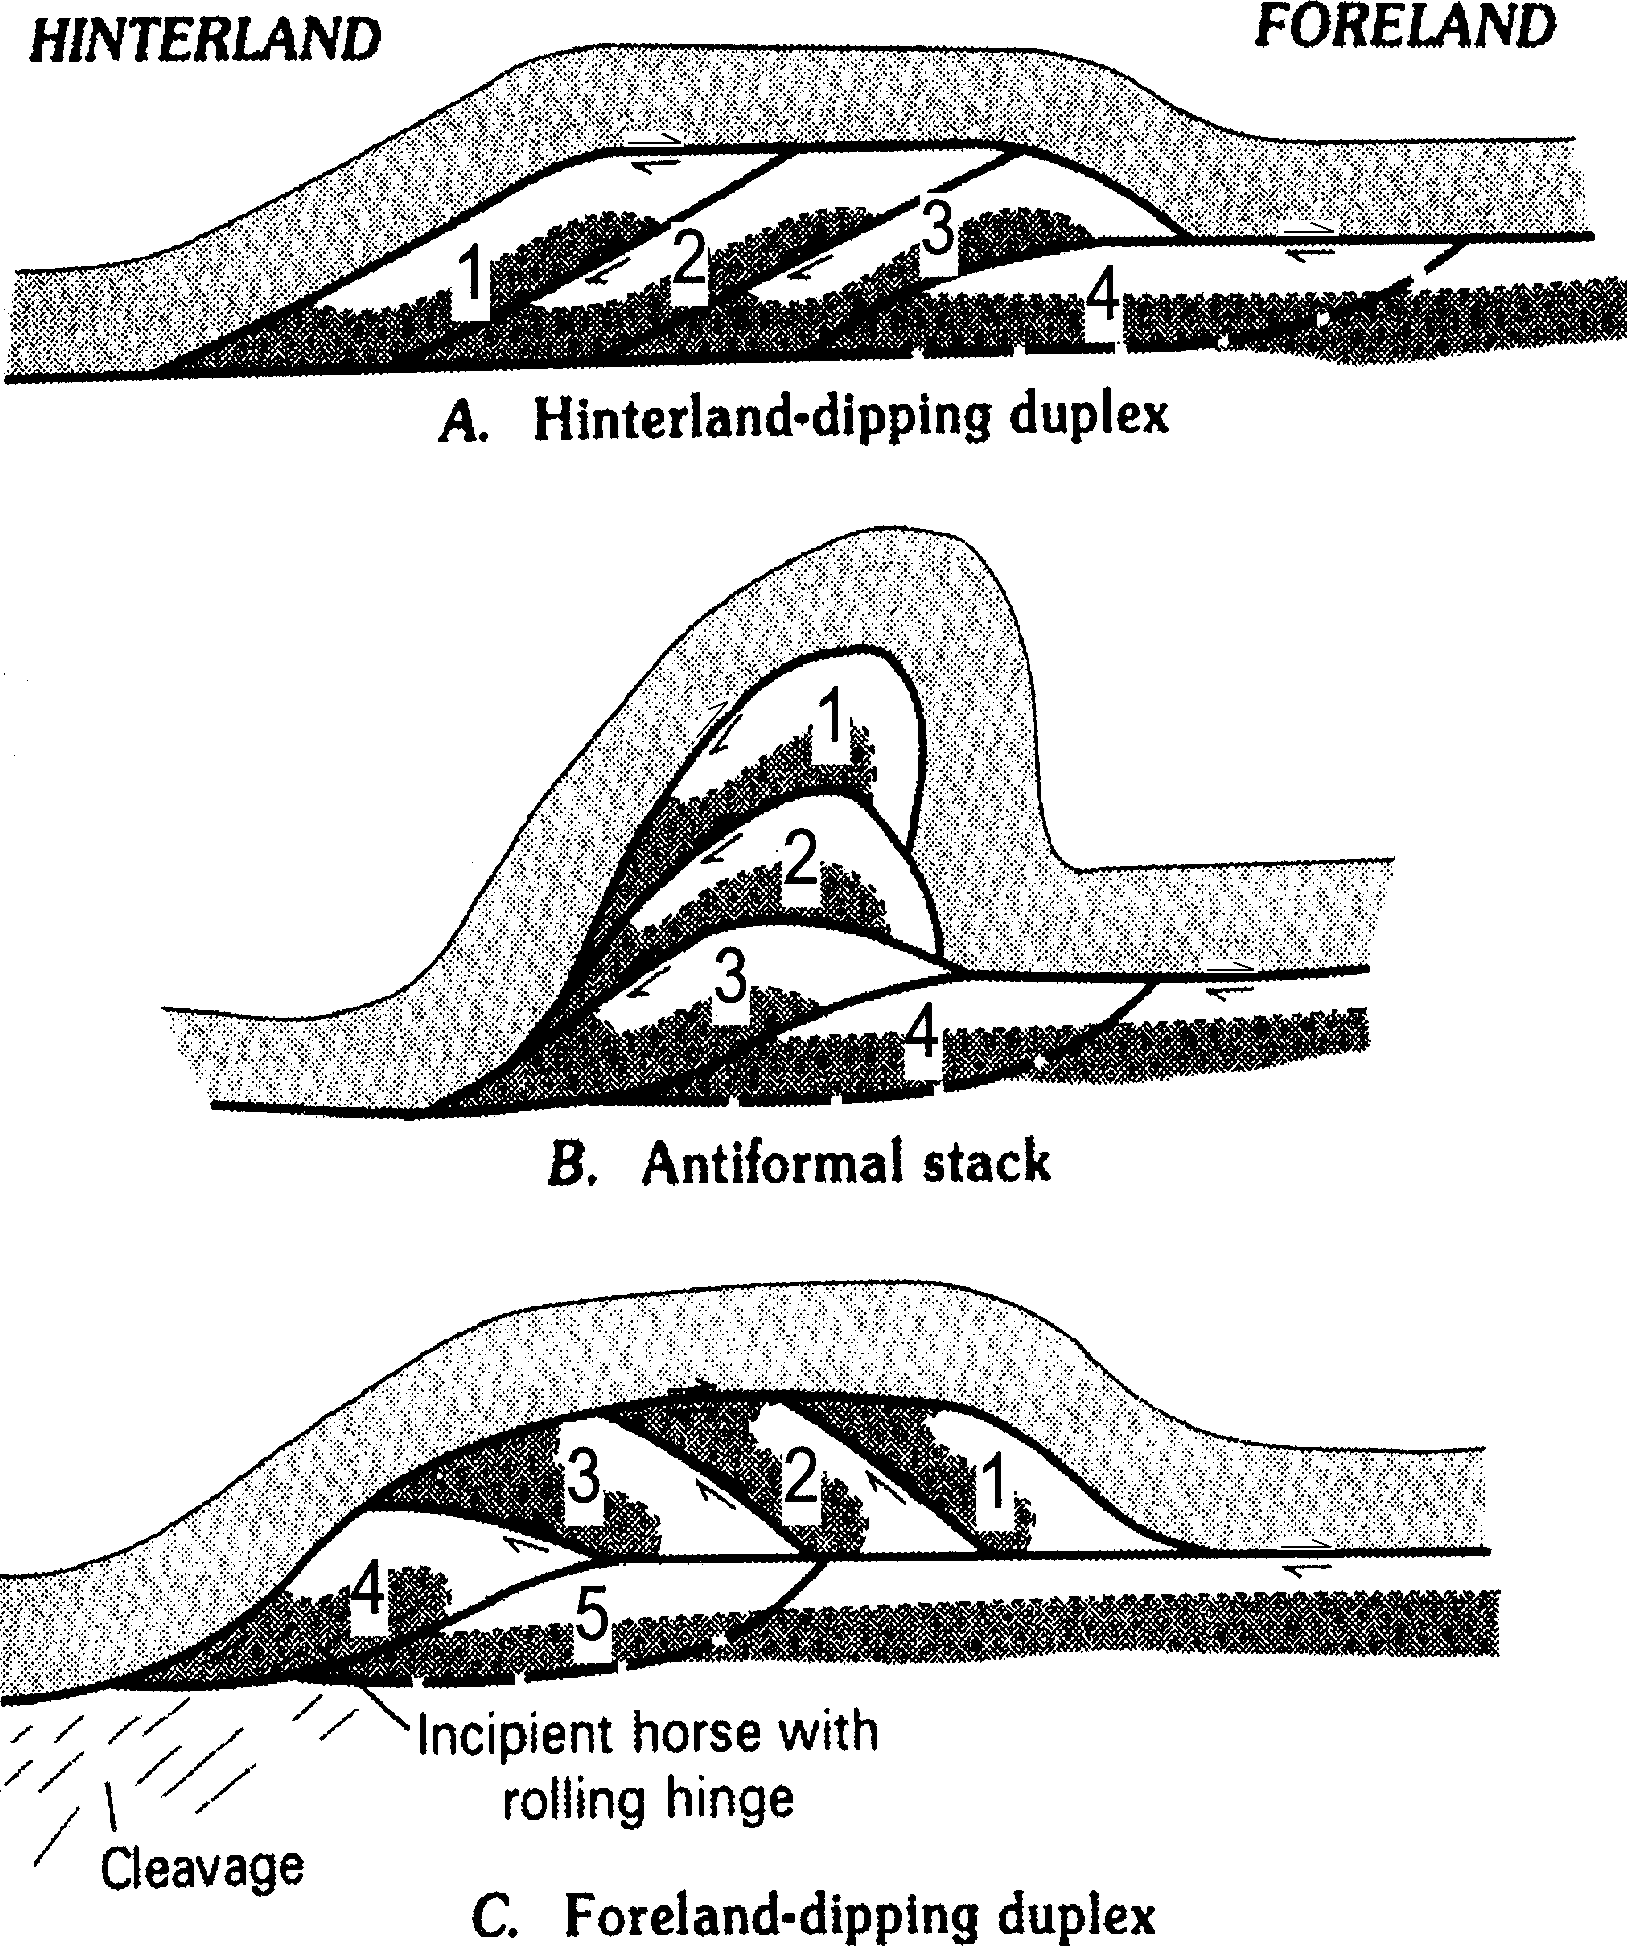 HINTERLAND FORELAND
1 2 3 4
A. Hinterland-dipping duplex
1
2
3
4
B. Antiformal stack
3 2 1
4 5
Incipient horse with
rolling hinge
Cleavage
C. Foreland-dipping duplex